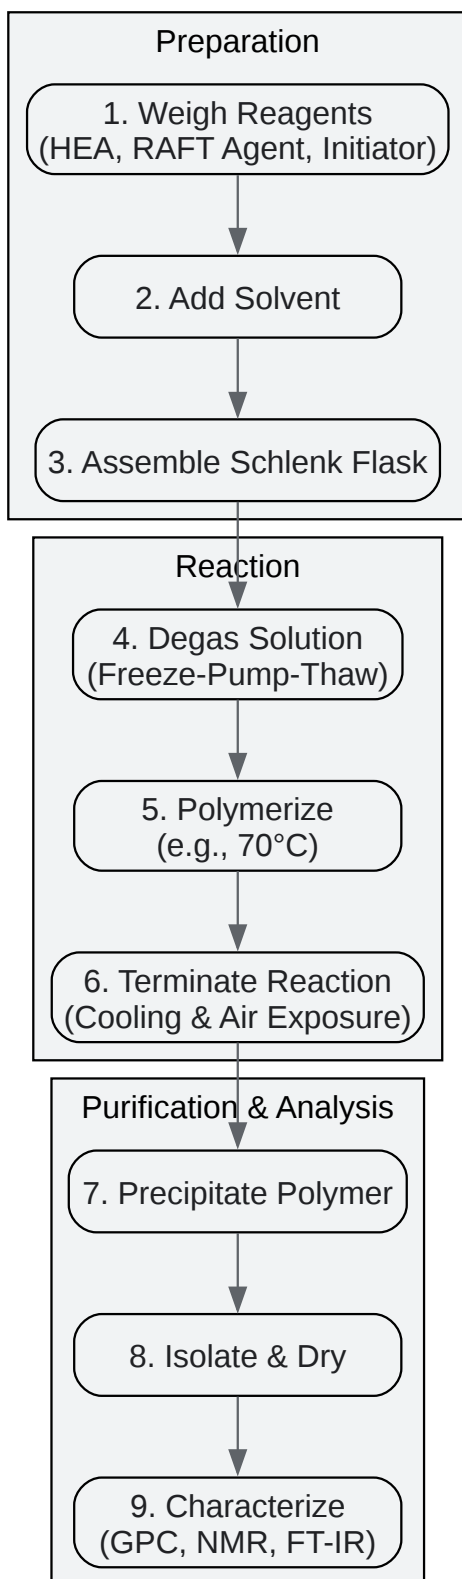 Preparation
1. Weigh Reagents
(HEA, RAFT Agent, Initiator)
2. Add Solvent
3. Assemble Schlenk Flask
Reaction
4. Degas Solution
(Freeze-Pump-Thaw)
5. Polymerize
(e.g., 70°C)
6. Terminate Reaction
(Cooling & Air Exposure)
Purification & Analysis
7. Precipitate Polymer
8. Isolate & Dry
9. Characterize
(GPC, NMR, FT-IR)